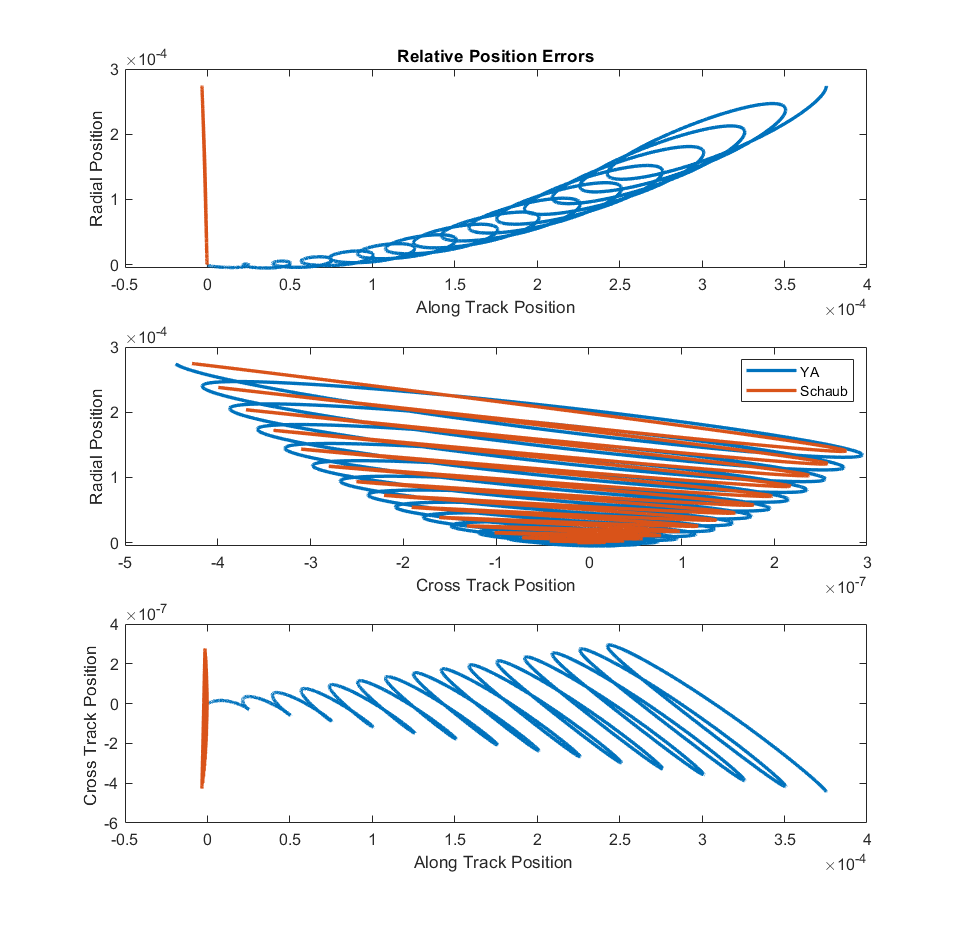 Relative Position Errors
×10⁻⁴
3
2
1
0
Radial Position
-0.5 0 0.5 1 1.5 2 2.5 3 3.5 4
Along Track Position
×10⁻⁴
×10⁻⁴
3
2
1
0
Radial Position
YA
Schaub
-5 -4 -3 -2 -1 0 1 2 3
Cross Track Position
×10⁻⁷
×10⁻⁷
4
2
0
-2
-4
-6
Cross Track Position
-0.5 0 0.5 1 1.5 2 2.5 3 3.5 4
Along Track Position
×10⁻⁴